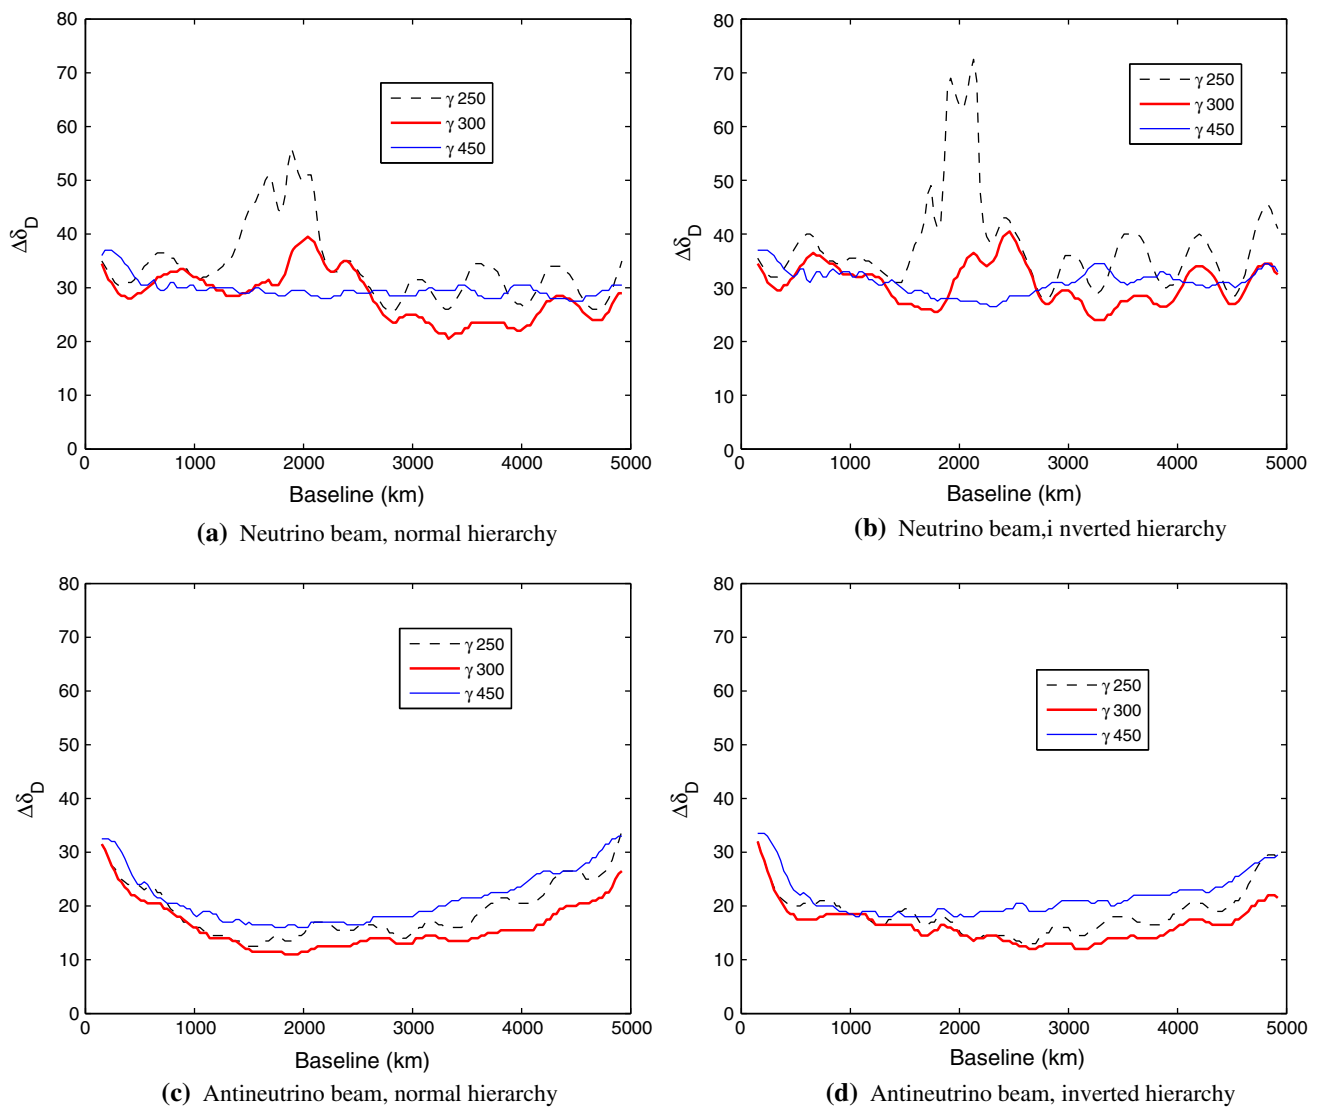 80
70
60
50
40
30
20
10
0
ΔδD
γ 250
γ 300
γ 450
0 1000 2000 3000 4000 5000
Baseline (km)
(a) Neutrino beam, normal hierarchy
80
70
60
50
40
30
20
10
0
ΔδD
γ 250
γ 300
γ 450
0 1000 2000 3000 4000 5000
Baseline (km)
(b) Neutrino beam,i nverted hierarchy
80
70
60
50
40
30
20
10
0
ΔδD
γ 250
γ 300
γ 450
0 1000 2000 3000 4000 5000
Baseline (km)
(c) Antineutrino beam, normal hierarchy
80
70
60
50
40
30
20
10
0
ΔδD
γ 250
γ 300
γ 450
0 1000 2000 3000 4000 5000
Baseline (km)
(d) Antineutrino beam, inverted hierarchy